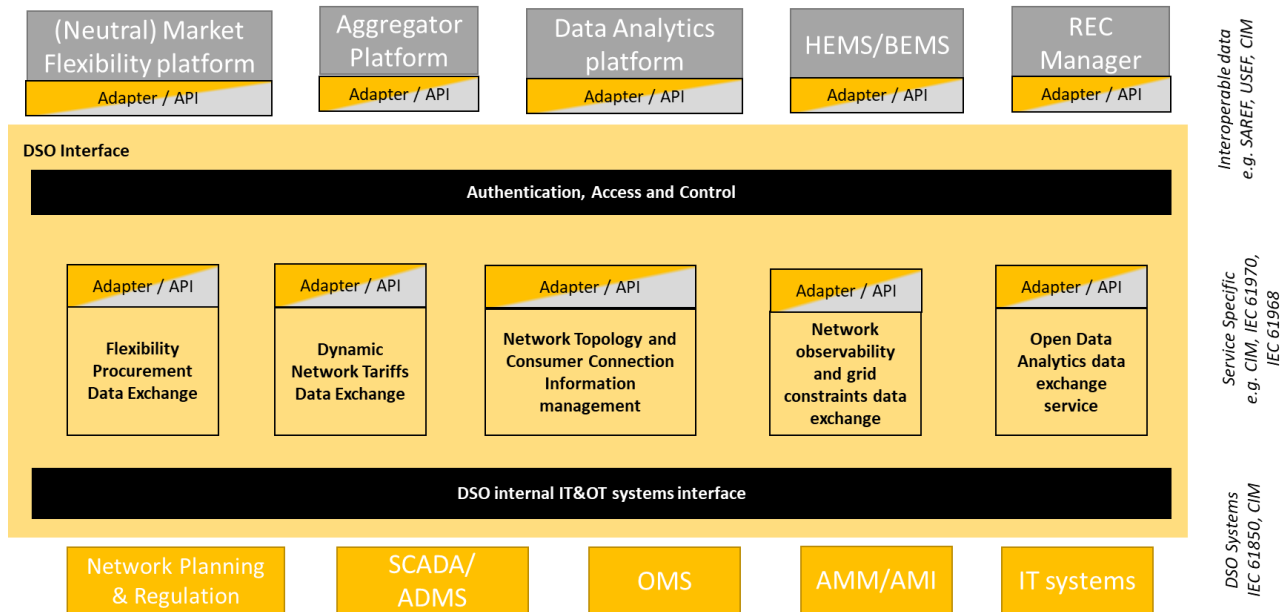 (Neutral) Market
Flexibility platform
Adapter / API
Aggregator
Platform
Adapter / API
Data Analytics
platform
Adapter / API
HEMS/BEMS
Adapter / API
REC
Manager
Adapter / API
Interoperable data
e.g. SAREF, USEF, CIM
DSO Interface
Authentication, Access and Control
Adapter / API
Flexibility
Procurement
Data Exchange
Adapter / API
Dynamic
Network Tariffs
Data Exchange
Adapter / API
Network Topology and
Consumer Connection
Information
management
Adapter / API
Network
observability
and grid
constraints data
exchange
Adapter / API
Open Data
Analytics data
exchange
service
Service Specific
e.g. CIM, IEC 61970,
IEC 61968
DSO internal IT&OT systems interface
Network Planning
& Regulation
SCADA/
ADMS
OMS
AMM/AMI
IT systems
DSO Systems
IEC 61850, CIM